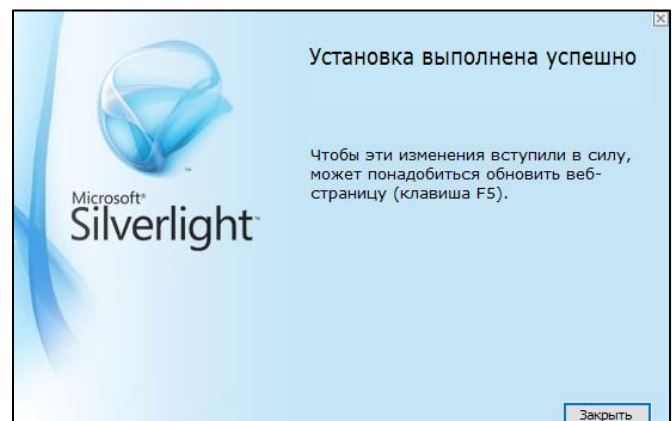 Установка выполнена успешно
Чтобы эти изменения вступили в силу,
может понадобиться обновить веб-
страницу (клавиша F5).
Microsoft®
Silverlight™
Закрыть